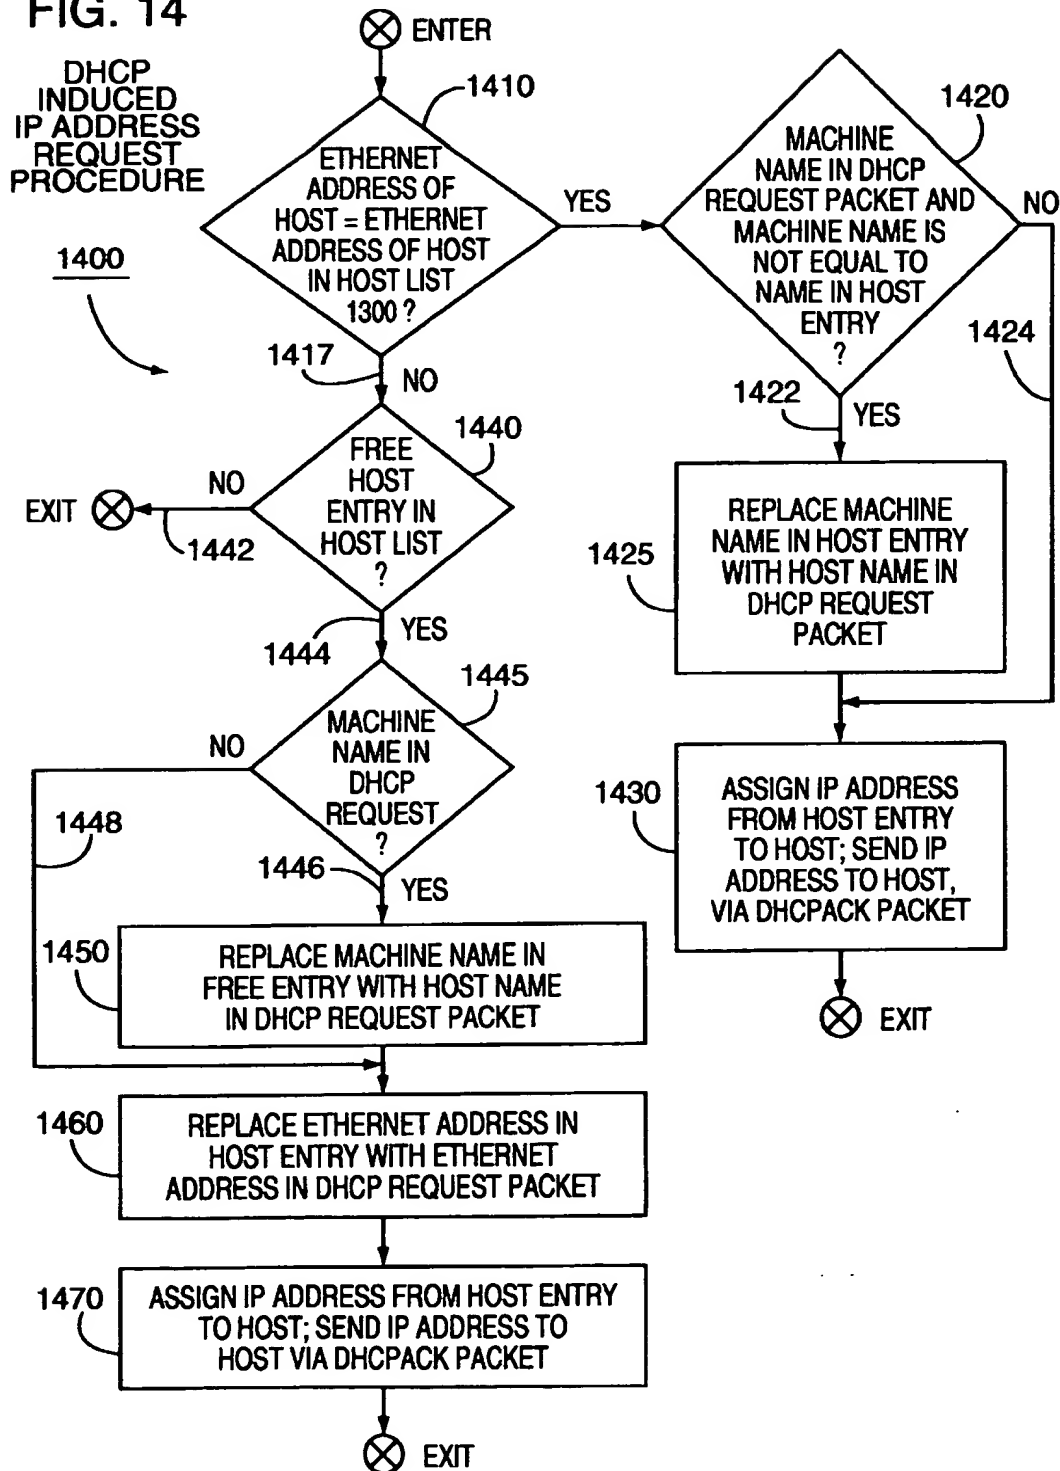 FIG. 14
DHCP
INDUCED
IP ADDRESS
REQUEST
PROCEDURE
1400
ENTER
1410
ETHERNET
ADDRESS OF
HOST = ETHERNET
ADDRESS OF HOST
IN HOST LIST
1300 ?
YES
1417
NO
1420
MACHINE
NAME IN DHCP
REQUEST PACKET AND
MACHINE NAME IS
NOT EQUAL TO
NAME IN HOST
ENTRY
?
NO
1424
1422
YES
1425
REPLACE MACHINE
NAME IN HOST ENTRY
WITH HOST NAME IN
DHCP REQUEST
PACKET
1430
ASSIGN IP ADDRESS
FROM HOST ENTRY
TO HOST; SEND IP
ADDRESS TO HOST,
VIA DHCPACK PACKET
EXIT
1440
FREE
HOST
ENTRY IN
HOST LIST
?
NO
EXIT
1442
1444
YES
1445
MACHINE
NAME IN
DHCP
REQUEST
?
NO
1448
1446
YES
1450
REPLACE MACHINE NAME IN
FREE ENTRY WITH HOST NAME
IN DHCP REQUEST PACKET
1460
REPLACE ETHERNET ADDRESS IN
HOST ENTRY WITH ETHERNET
ADDRESS IN DHCP REQUEST PACKET
1470
ASSIGN IP ADDRESS FROM HOST ENTRY
TO HOST; SEND IP ADDRESS TO
HOST VIA DHCPACK PACKET
EXIT